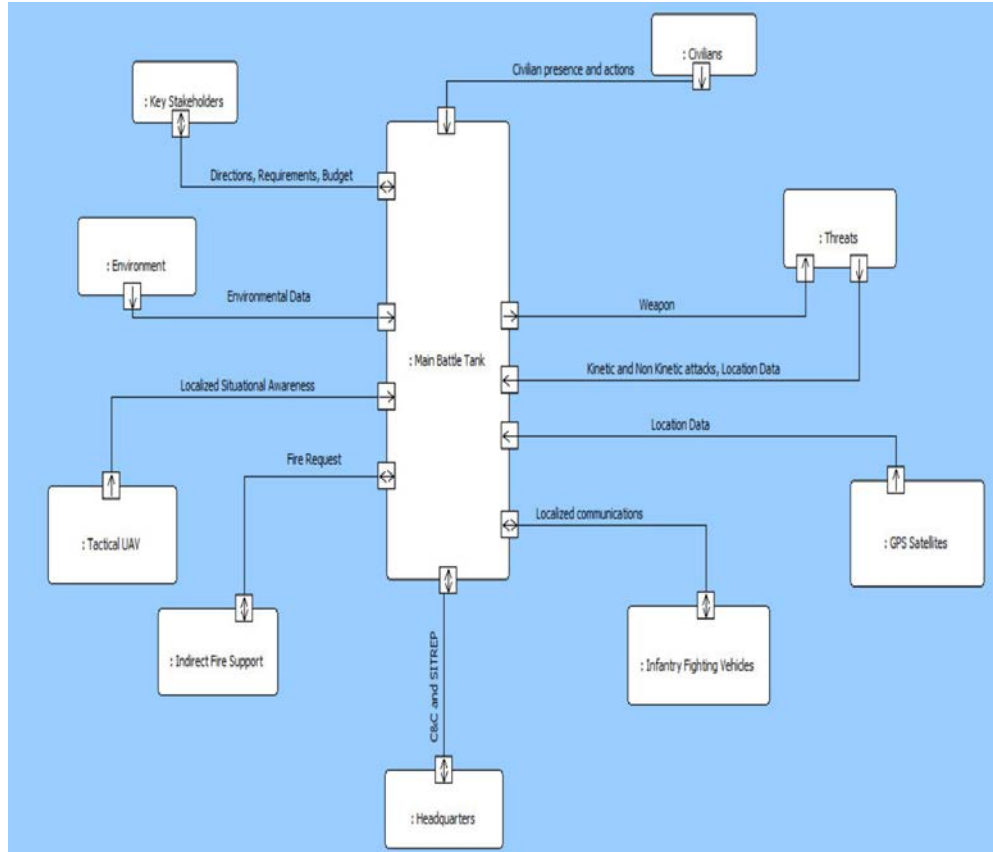 : Civilians
Civilian presence and actions
: Key Stakeholders
Directions, Requirements, Budget
: Threats
: Environment
Environmental Data
Weapon
: Main Battle Tank
Kinetic and Non Kinetic attacks, Location Data
Localized Situational Awareness
Location Data
Fire Request
Localized communications
: Tactical UAV
: GPS Satellites
: Indirect Fire Support
: Infantry Fighting Vehicles
C&C and SITREP
: Headquarters